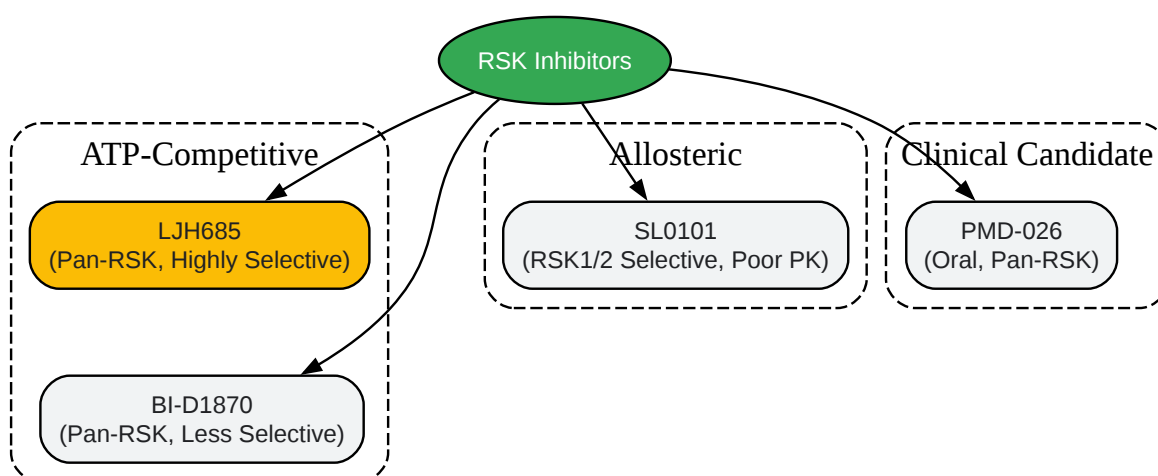 RSK Inhibitors
ATP-Competitive
Allosteric
Clinical Candidate
LJH685
(Pan-RSK, Highly Selective)
SL0101
(RSK1/2 Selective, Poor PK)
PMD-026
(Oral, Pan-RSK)
BI-D1870
(Pan-RSK, Less Selective)